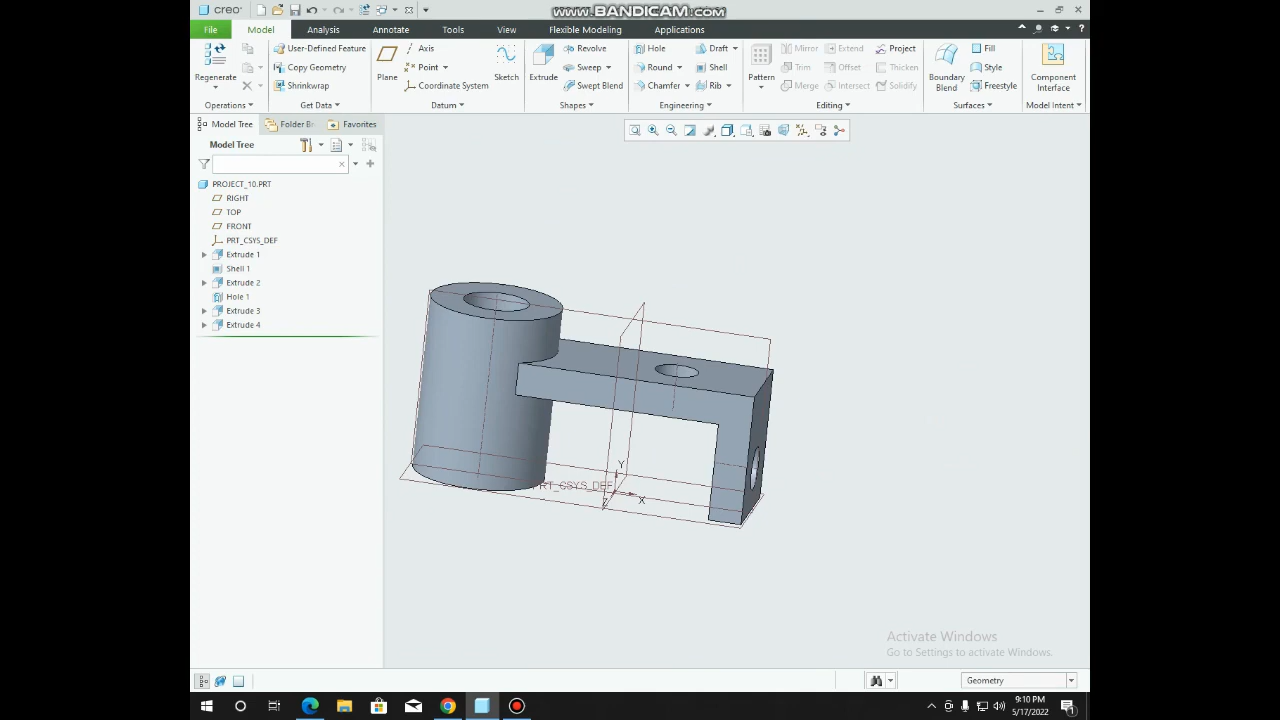 creo
www.BANDICAM.com
File Model Analysis Annotate Tools View Flexible Modeling Applications
Regenerate
Operations
User-Defined Feature
Copy Geometry
Shrinkwrap
Get Data
Plane
Axis
Point
Coordinate System
Sketch
Datum
Extrude
Revolve
Sweep
Swept Blend
Shapes
Hole
Round
Chamfer
Draft
Shell
Rib
Engineering
Pattern
Mirror
Trim
Merge
Extend
Offset
Intersect
Project
Thicken
Solidify
Editing
Boundary
Blend
Fill
Style
Freestyle
Surfaces
Component
Interface
Model Intent
Model Tree Folder Br Favorites
Model Tree
PROJECT_10.PRT
RIGHT
TOP
FRONT
PRT_CSYS_DEF
Extrude 1
Shell 1
Extrude 2
Hole 1
Extrude 3
Extrude 4
Y
PRT_CSYS_DEF
Z
X
Activate Windows
Go to Settings to activate Windows.
Geometry
9:10 PM
5/17/2022
1